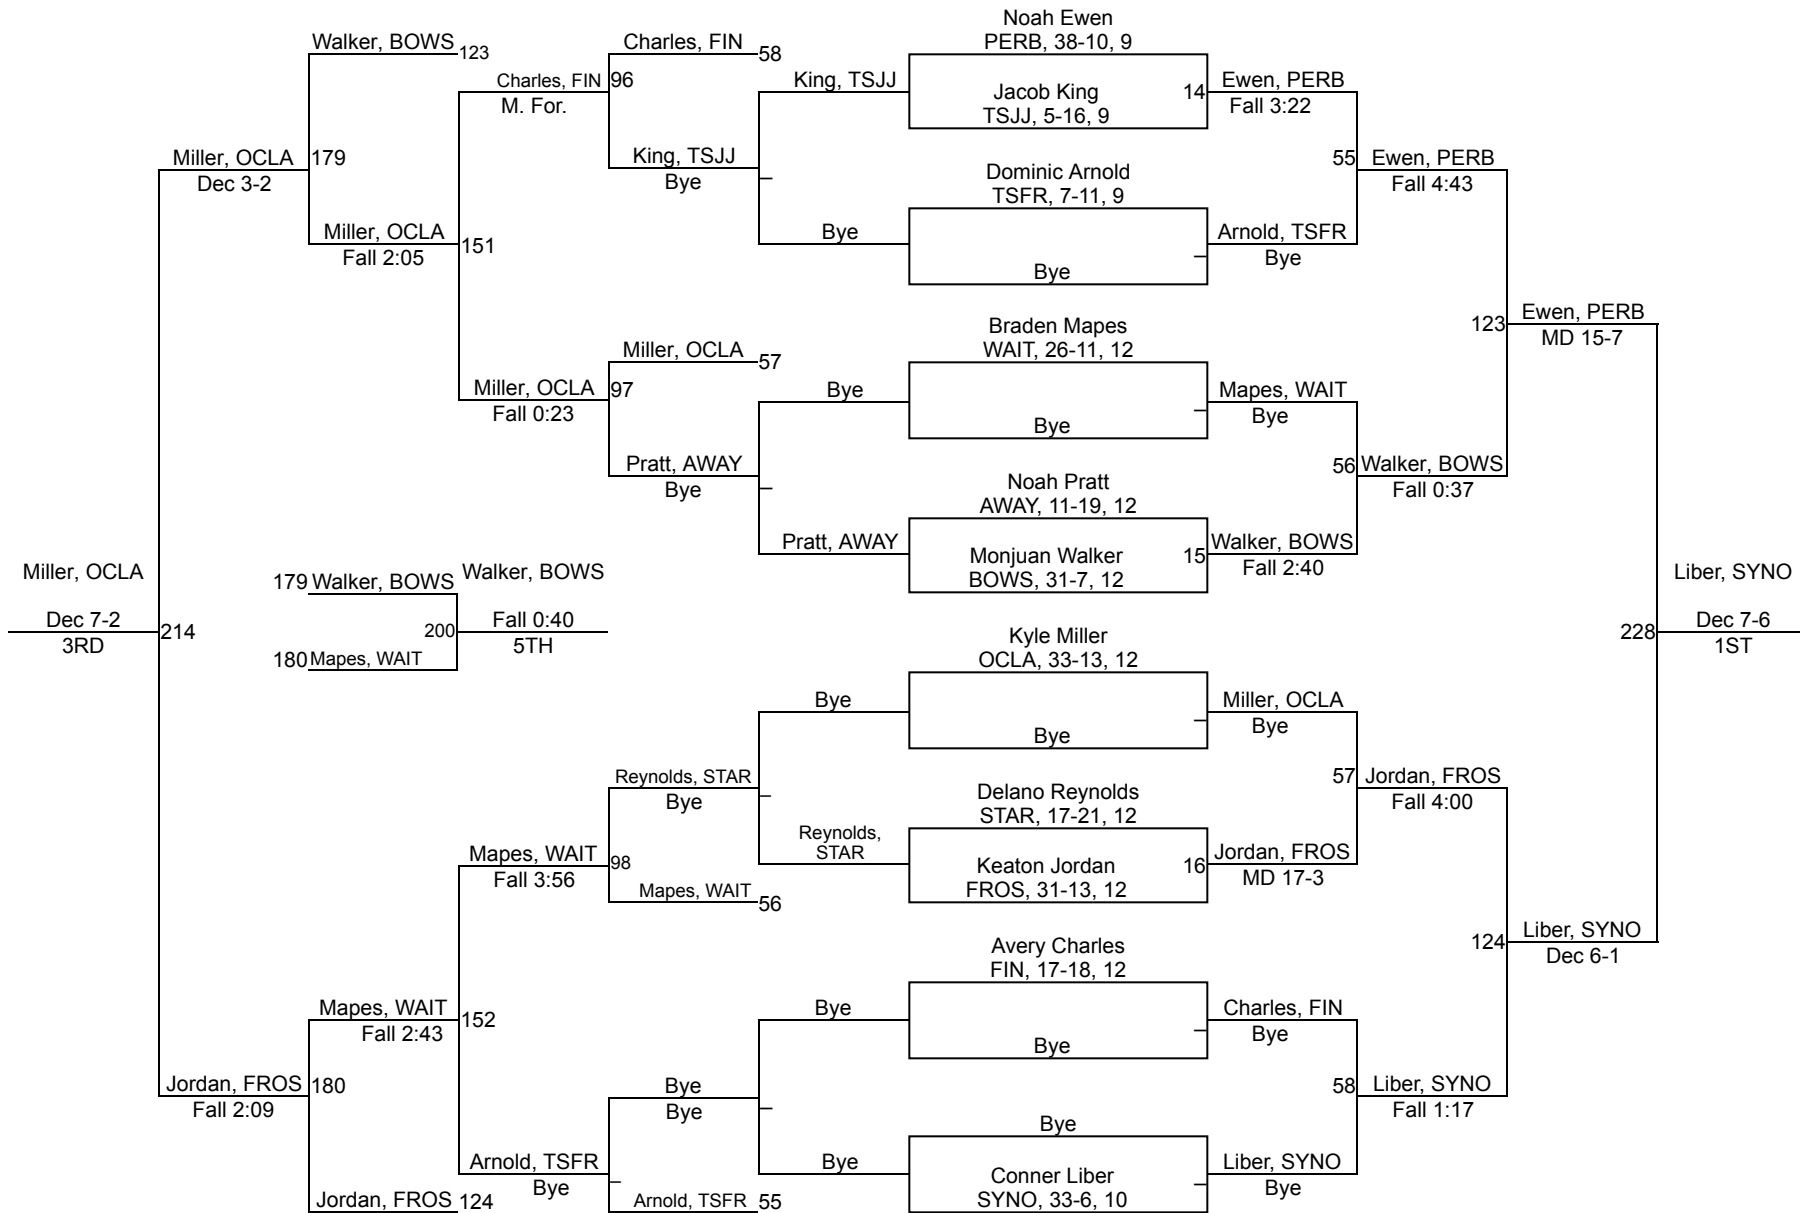 Noah Ewen
PERB, 38-10, 9
Walker, BOWS
123
Charles, FIN
58
Charles, FIN
96
M. For.
King, TSJJ
Jacob King
TSJJ, 5-16, 9
14
Ewen, PERB
Fall 3:22
Miller, OCLA
Dec 3-2
179
King, TSJJ
Bye
Dominic Arnold
TSFR, 7-11, 9
55
Ewen, PERB
Fall 4:43
Miller, OCLA
Fall 2:05
151
Bye
Bye
Arnold, TSFR
Bye
Braden Mapes
WAIT, 26-11, 12
123
Ewen, PERB
MD 15-7
Miller, OCLA
57
Miller, OCLA
Fall 0:23
97
Bye
Bye
Mapes, WAIT
Bye
Pratt, AWAY
Bye
Noah Pratt
AWAY, 11-19, 12
56
Walker, BOWS
Fall 0:37
Pratt, AWAY
Monjuan Walker
BOWS, 31-7, 12
15
Walker, BOWS
Fall 2:40
Miller, OCLA
Dec 7-2
3RD
214
179
Walker, BOWS
180
Mapes, WAIT
200
Walker, BOWS
Fall 0:40
5TH
228
Liber, SYNO
Dec 7-6
1ST
Kyle Miller
OCLA, 33-13, 12
Bye
Bye
Miller, OCLA
Bye
Reynolds, STAR
Bye
Delano Reynolds
STAR, 17-21, 12
57
Jordan, FROS
Fall 4:00
Mapes, WAIT
Fall 3:56
98
Reynolds,
STAR
Keaton Jordan
FROS, 31-13, 12
16
Jordan, FROS
MD 17-3
Mapes, WAIT
56
Avery Charles
FIN, 17-18, 12
124
Liber, SYNO
Dec 6-1
Mapes, WAIT
Fall 2:43
152
Bye
Bye
Charles, FIN
Bye
Jordan, FROS
Fall 2:09
180
Bye
Bye
58
Liber, SYNO
Fall 1:17
Bye
Arnold, TSFR
Bye
Bye
Conner Liber
SYNO, 33-6, 10
Liber, SYNO
Bye
Jordan, FROS
124
Arnold, TSFR
55